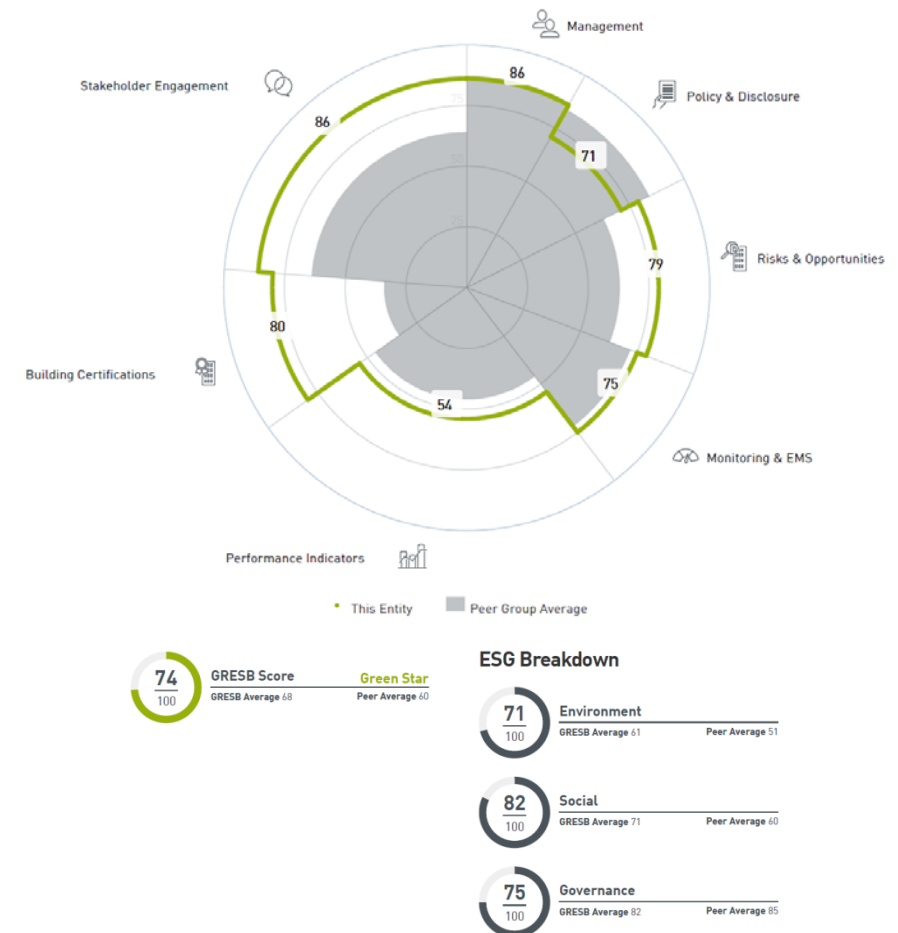 Management
86
Stakeholder Engagement
Policy & Disclosure
75
86
71
50
25
79
Risks & Opportunities
80
Building Certifications
75
54
Monitoring & EMS
Performance Indicators
This Entity
Peer Group Average
ESG Breakdown
74
100
GRESB Score
Green Star
GRESB Average 68
Peer Average 60
71
100
Environment
GRESB Average 61
Peer Average 51
82
100
Social
GRESB Average 71
Peer Average 60
75
100
Governance
GRESB Average 82
Peer Average 85